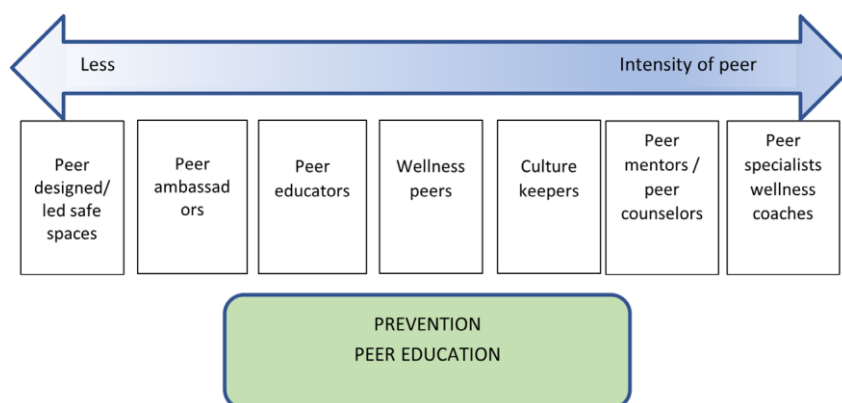 Less
Intensity of peer
Peer
designed/
led safe
spaces
Peer
ambassad
ors
Peer
educators
Wellness
peers
Culture
keepers
Peer
mentors /
peer
counselors
Peer
specialists
wellness
coaches
PREVENTION
PEER EDUCATION